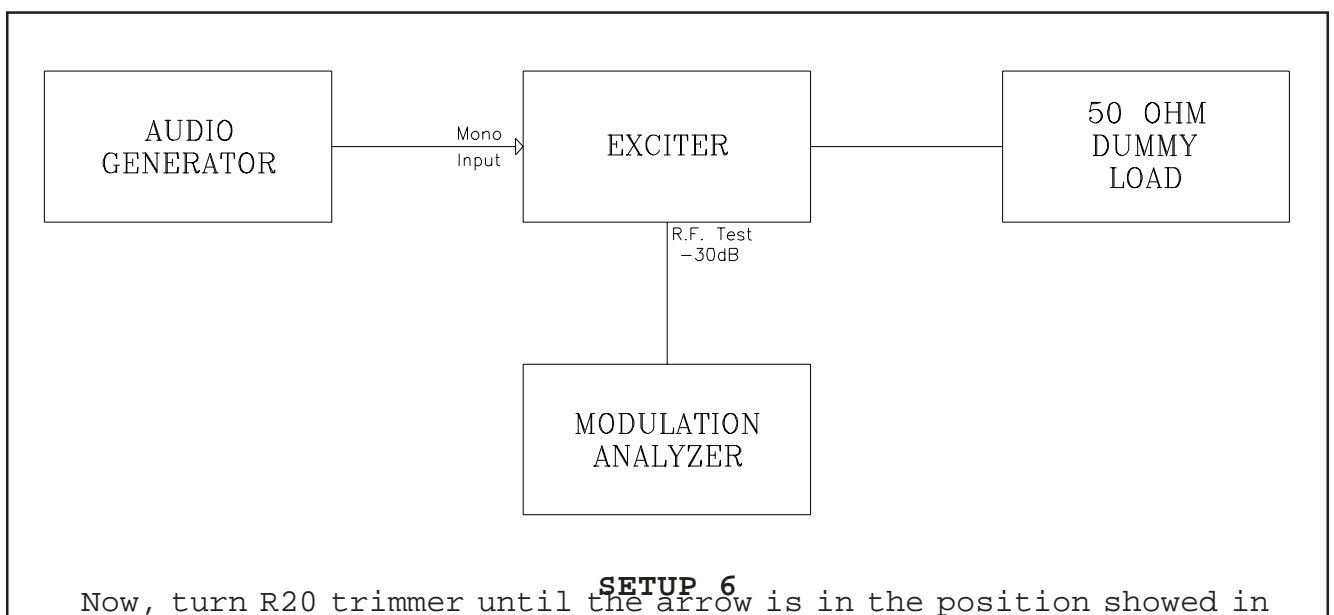 AUDIO
GENERATOR
Mono
Input
EXCITER
50 OHM
DUMMY
LOAD
R.F. Test
-30dB
MODULATION
ANALYZER
SETUP 6
Now, turn R20 trimmer until the arrow is in the position showed in